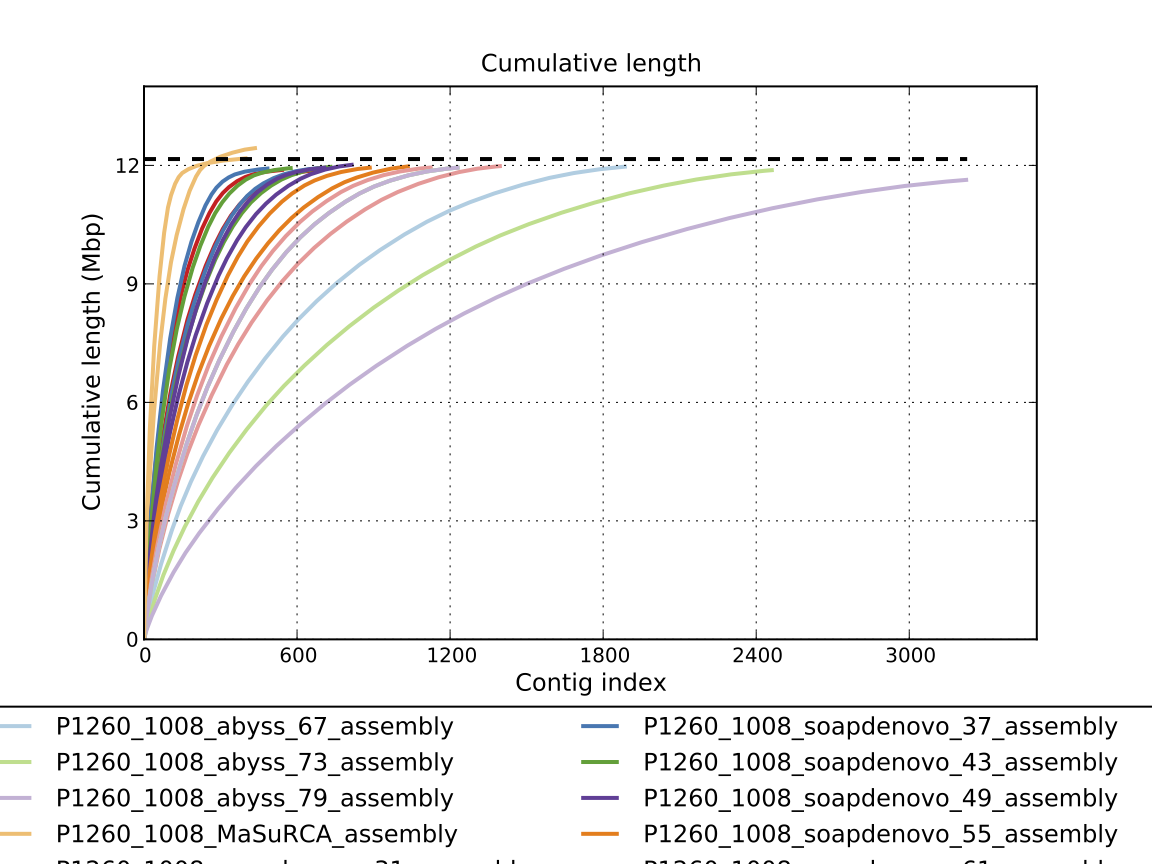 Cumulative length
Cumulative length (Mbp)
12
9
6
3
0
0 600 1200 1800 2400 3000
Contig index
P1260_1008_abyss_67_assembly P1260_1008_soapdenovo_37_assembly
P1260_1008_abyss_73_assembly P1260_1008_soapdenovo_43_assembly
P1260_1008_abyss_79_assembly P1260_1008_soapdenovo_49_assembly
P1260_1008_MaSuRCA_assembly P1260_1008_soapdenovo_55_assembly